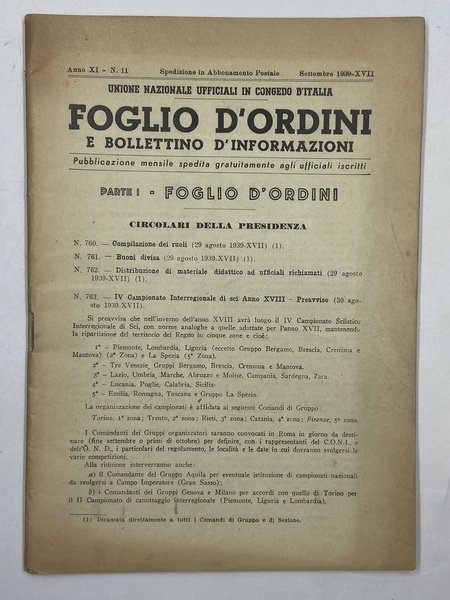 Anno XI - N. 11 Spedizione in Abbonamento Postale Settembre 1939-XVII
UNIONE NAZIONALE UFFICIALI IN CONGEDO D'ITALIA
FOGLIO D'ORDINI
E BOLLETTINO D'INFORMAZIONI
Pubblicazione mensile spedita gratuitamente agli ufficiali iscritti
PARTE I - FOGLIO D'ORDINI
CIRCOLARI DELLA PRESIDENZA
N. 760. — Compilazione dei ruoli (29 agosto 1939-XVII) (1).
N. 761. — Buoni divisa (29 agosto 1939-XVII) (1).
N. 762. — Distribuzione di materiale didattico ad ufficiali richiamati (29 agosto
1939-XVII) (1).
N. 763. — IV Campionato Interregionale di sci Anno XVIII - Preavviso (30 ago-
sto 1939-XVII).
Si preavvisa che nell'inverno dell'anno XVIII avrà luogo il IV Campionato Sciistico
Interregionale di Sci, con norme analoghe a quelle adottate per l'anno XVII, mantenendo
la ripartizione del territorio del Regno in cinque zone e cioè:
1ª - Piemonte, Lombardia, Liguria (eccetto Gruppo Bergamo, Brescia, Cremona e
Mantova) (2ª Zona) e La Spezia (5ª Zona).
2ª - Tre Venezie, Gruppi Bergamo, Brescia, Cremona e Mantova.
3ª - Lazio, Umbria, Marche, Abruzzo e Molise, Campania, Sardegna, Zara.
4ª - Lucania, Puglie, Calabria, Sicilia.
5ª - Emilia, Romagna, Toscana e Gruppo La Spezia.
La organizzazione dei campionati è affidata ai seguenti Comandi di Gruppo:
Torino, 1ª zona; Trento, 2ª zona; Rieti, 3ª zona; Catania, 4ª zona; Firenze, 5ª zona.
I Comandanti dei Gruppi organizzatori saranno convocati in Roma in giorno da desti-
nare (fine settembre o primi di ottobre) per definire, con i rappresentanti del C.O.N.I., e
dell'O. N. D., i particolari del regolamento, le località e le date in cui dovranno svolgersi le
varie competizioni.
Alla riunione interverranno anche:
a) il Comandante del Gruppo Aquila per eventuale istituzione di campionati nazionali
da svolgersi a Campo Imperatore (Gran Sasso);
b) i Comandanti dei Gruppi Genova e Milano per accordi con quello di Torino per
il II Campionato di canottaggio interregionale (Piemonte, Liguria e Lombardia).
(1) Diramata direttamente a tutti i Comandi di Gruppo e di Sezione.